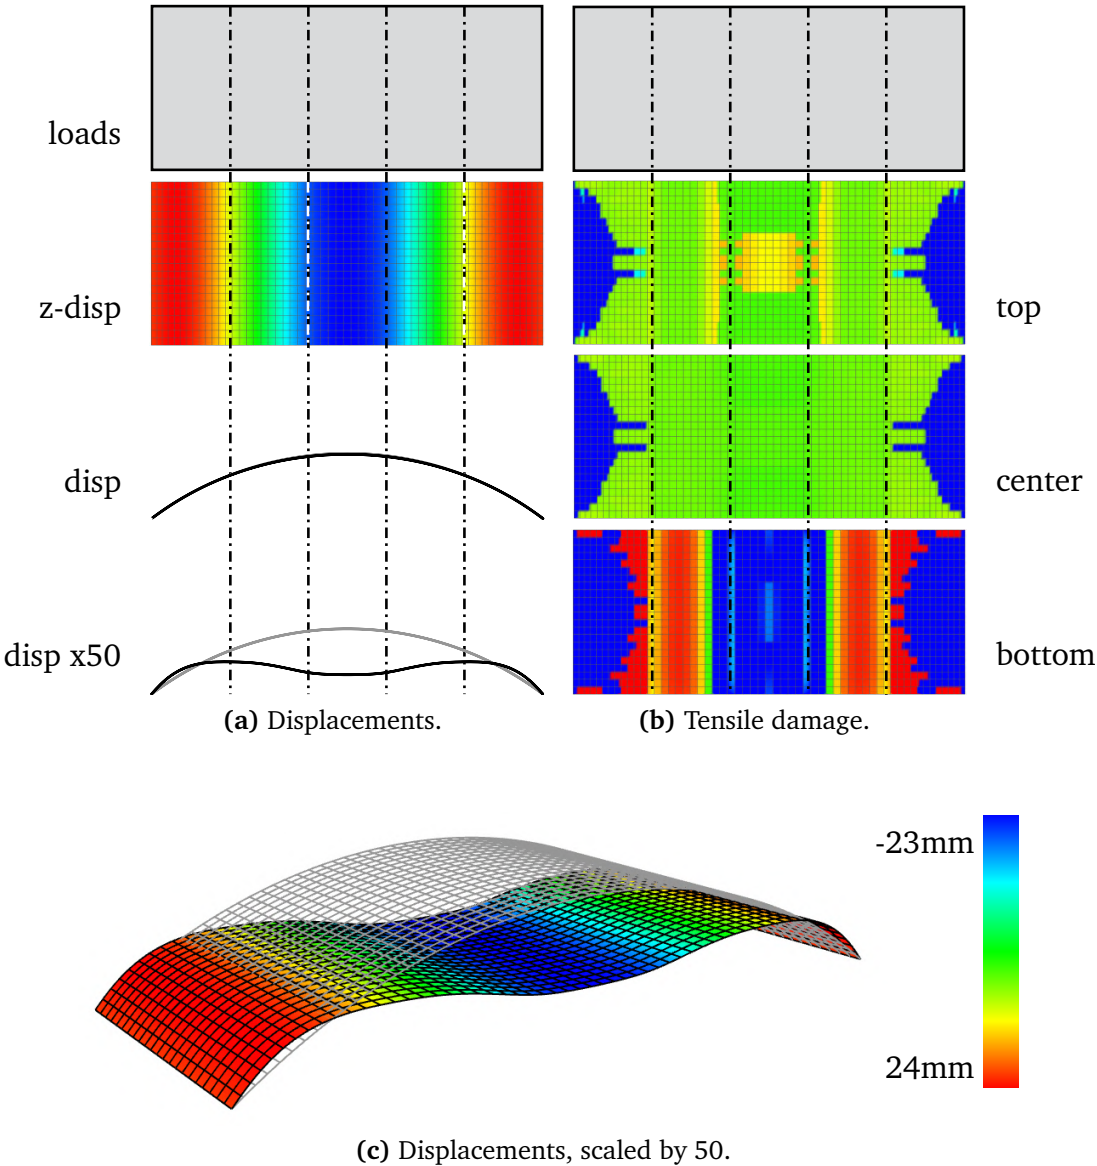 loads
z-disp
top
disp
center
disp x50
bottom
(a) Displacements.
(b) Tensile damage.
-23mm
24mm
(c) Displacements, scaled by 50.